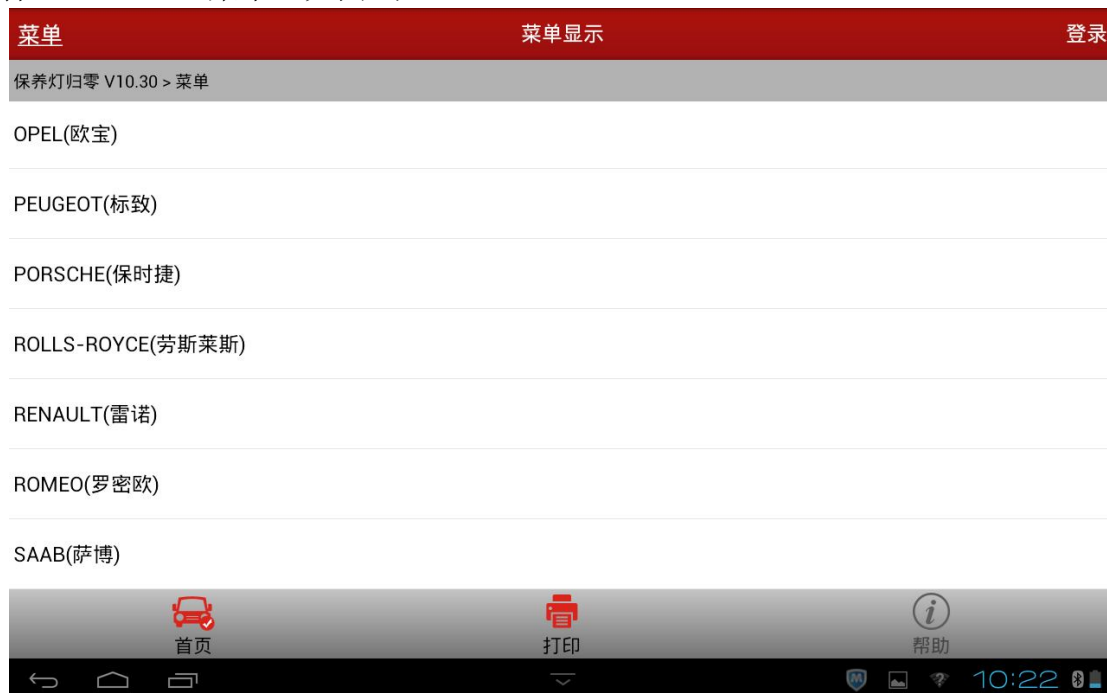 菜单 菜单显示 登录
保养灯归零 V10.30 > 菜单
OPEL(欧宝)
PEUGEOT(标致)
PORSCHE(保时捷)
ROLLS-ROYCE(劳斯莱斯)
RENAULT(雷诺)
ROMEO(罗密欧)
SAAB(萨博)
首页 打印 帮助
10:22